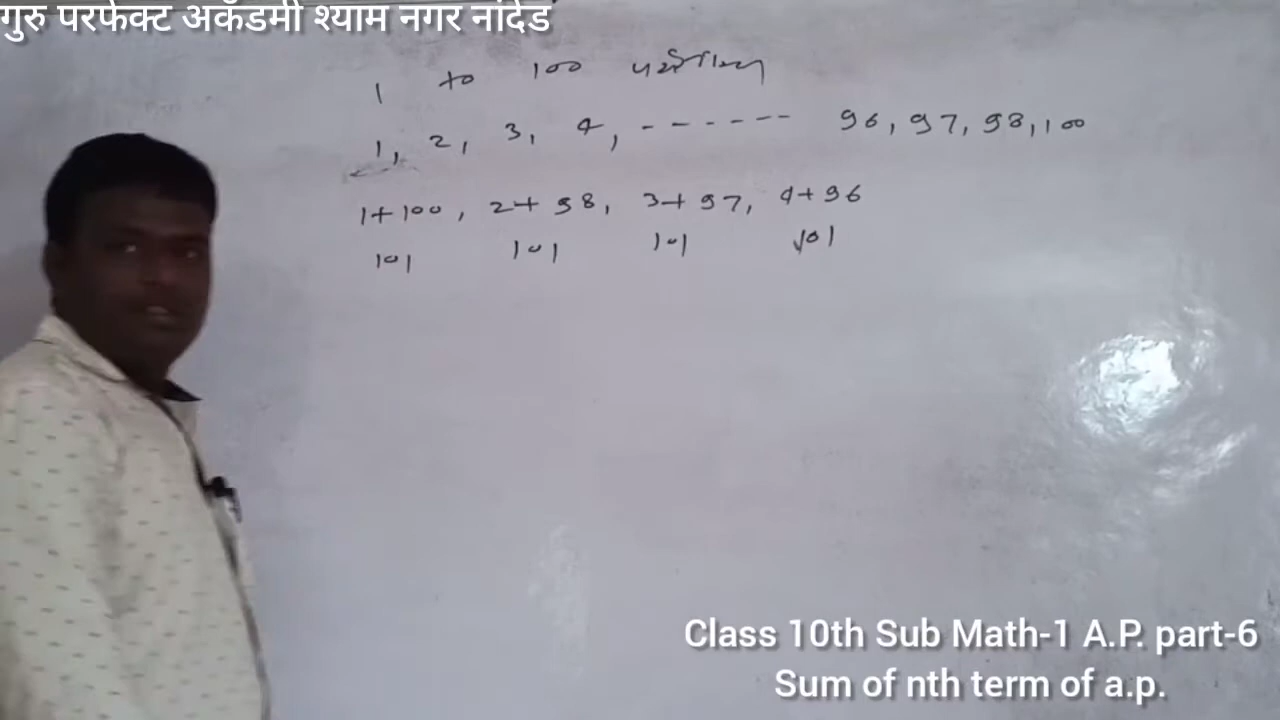 गुरु परफेक्ट अकॅडमी श्याम नगर नांदेड
1 to 100 पर्यंतच्या
1, 2, 3, 4, - - - - - - 96, 97, 98, 100
1+100, 2+98, 3+97, 4+96
101 101 101 101
Class 10th Sub Math-1 A.P. part-6
Sum of nth term of a.p.